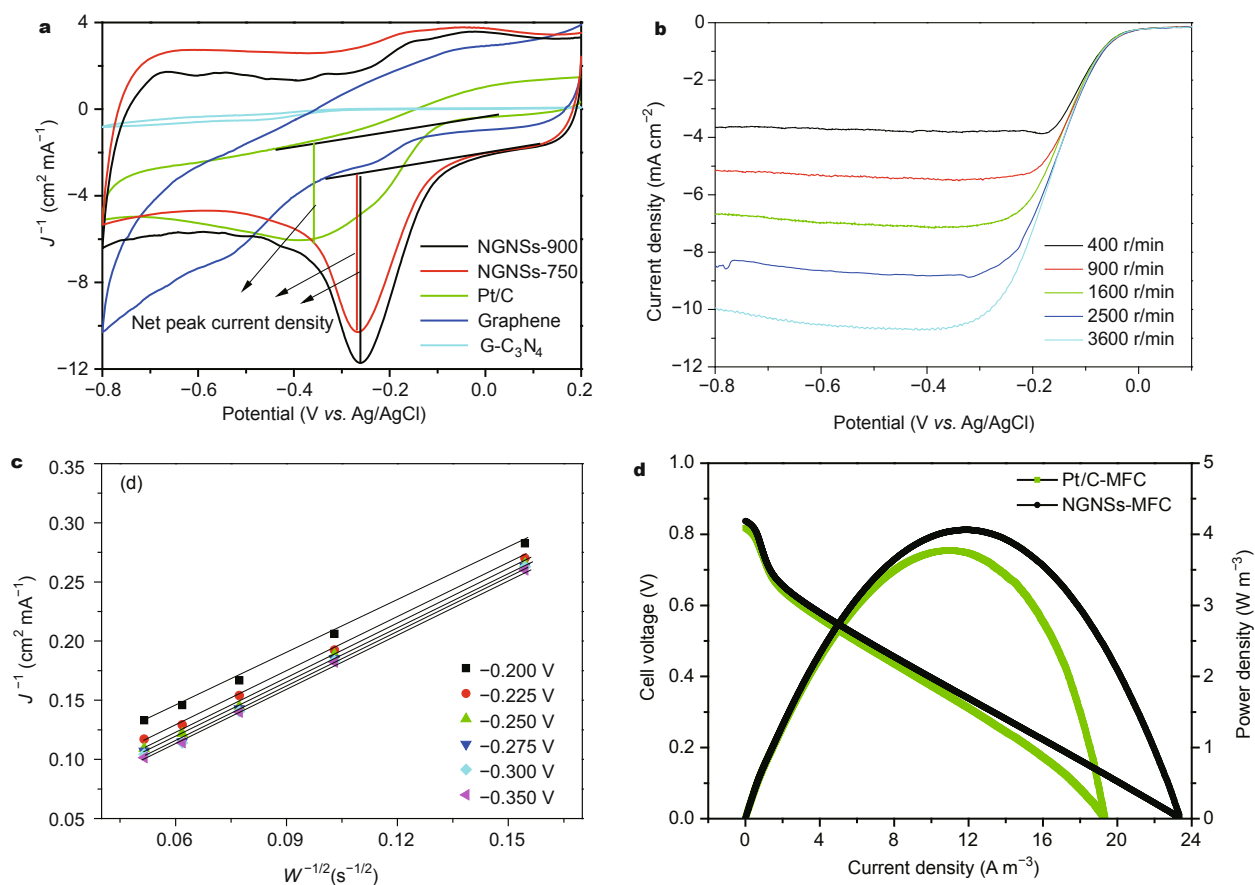 a
4
0
−4
−8
−12
J⁻¹ (cm² mA⁻¹)
−0.8 −0.6 −0.4 −0.2 0.0 0.2
Potential (V vs. Ag/AgCl)
Net peak current density
NGNSs-900
NGNSs-750
Pt/C
Graphene
G-C₃N₄
b
0
−2
−4
−6
−8
−10
−12
Current density (mA cm⁻²)
−0.8 −0.6 −0.4 −0.2 0.0
Potential (V vs. Ag/AgCl)
400 r/min
900 r/min
1600 r/min
2500 r/min
3600 r/min
c
(d)
0.35
0.30
0.25
0.20
0.15
0.10
0.05
J⁻¹ (cm² mA⁻¹)
0.06 0.09 0.12 0.15
W⁻¹/²(s⁻¹/²)
−0.200 V
−0.225 V
−0.250 V
−0.275 V
−0.300 V
−0.350 V
d
1.0
0.8
0.6
0.4
0.2
0.0
Cell voltage (V)
0 4 8 12 16 20 24
Current density (A m⁻³)
5
4
3
2
1
0
Power density (W m⁻³)
Pt/C-MFC
NGNSs-MFC